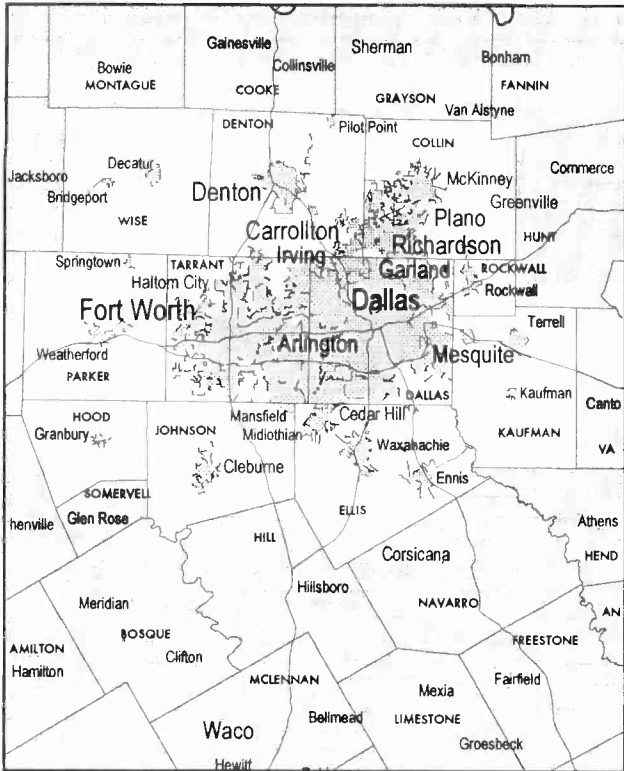 Gainesville
Sherman
Bonham
Bowie
Collinsville
MONTAGUE
COOKE
FANNIN
GRAYSON
Van Alstyne
DENTON
Pilot Point
COLLIN
Jacksboro
Decatur
Commerce
Bridgeport
Denton
McKinney
Greenville
WISE
Plano
Carrollton
Richardson
HUNT
Irving
Springtown
TARRANT
Garland
ROCKWALL
Haltom City
Rockwall
Fort Worth
Dallas
Terrell
Arlington
Mesquite
Weatherford
PARKER
DALLAS
Kaufman
Canto
HOOD
Mansfield
Cedar Hill
Granbury
JOHNSON
Midlothian
KAUFMAN
Waxahachie
VA
Cleburne
Ennis
SOMERVELL
ELLIS
henville
Glen Rose
Athens
HILL
Corsicana
HEND
Hillsboro
Meridian
NAVARRO
AN
BOSQUE
FREESTONE
AMILTON
Clifton
Hamilton
MCLENNAN
Fairfield
Mexia
Waco
Bellmead
LIMESTONE
Groesbeck
Hewitt